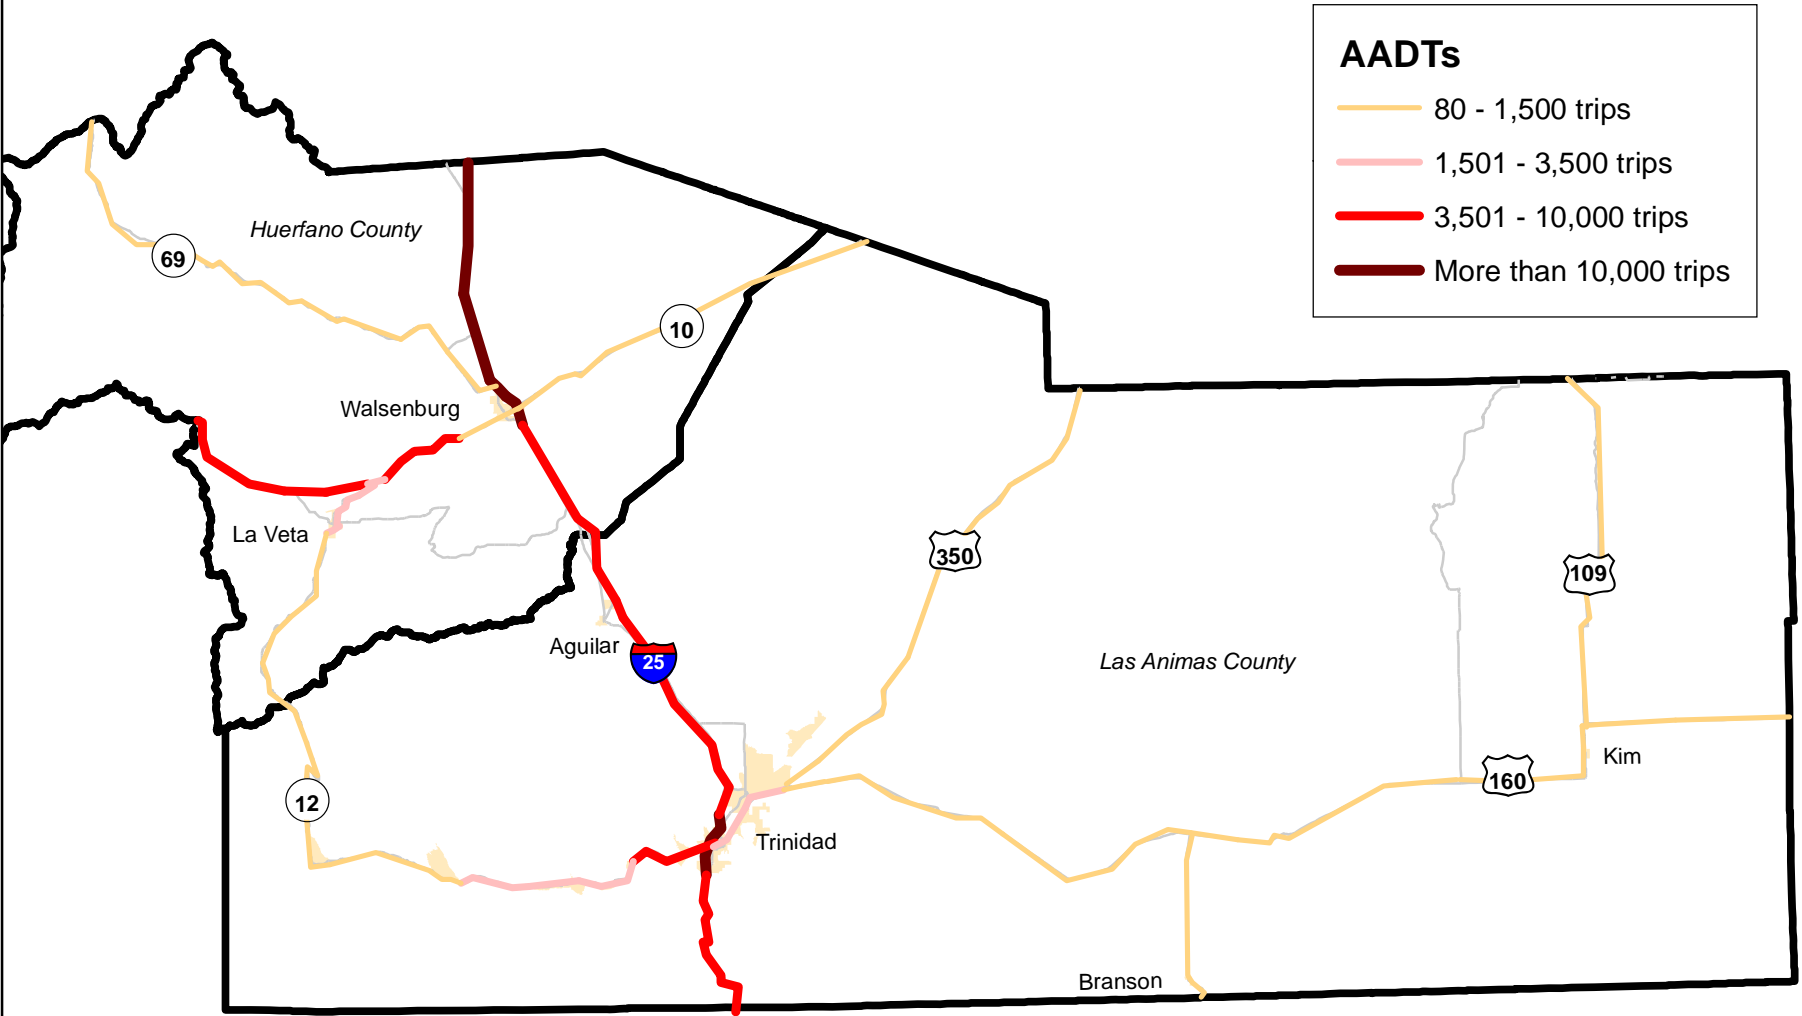 AADTs
80 - 1,500 trips
1,501 - 3,500 trips
3,501 - 10,000 trips
More than 10,000 trips
Huerfano County
69
10
Walsenburg
La Veta
350
109
Aguilar
25
Las Animas County
Kim
160
12
Trinidad
Branson